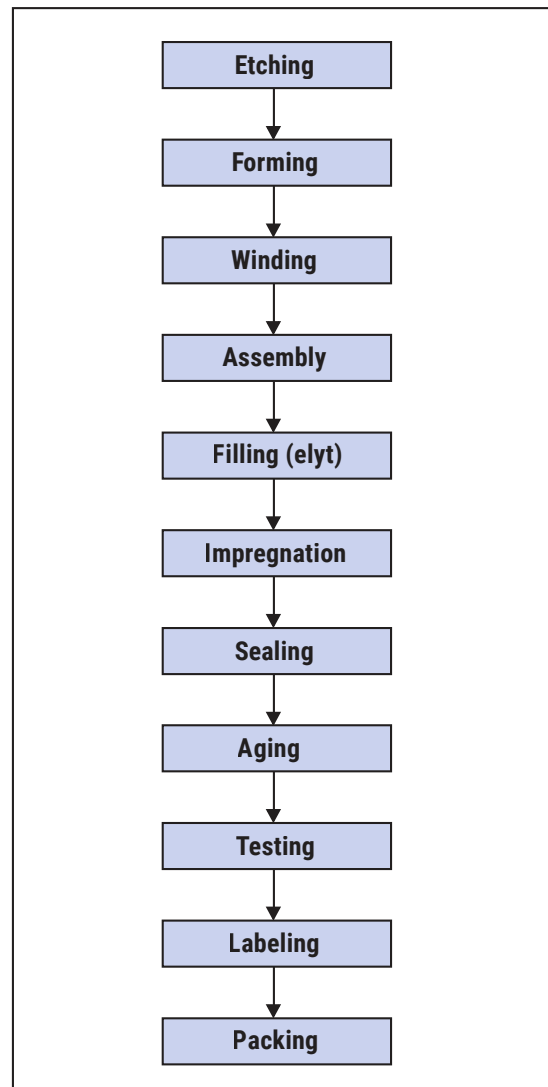 Etching
Forming
Winding
Assembly
Filling (elyt)
Impregnation
Sealing
Aging
Testing
Labeling
Packing